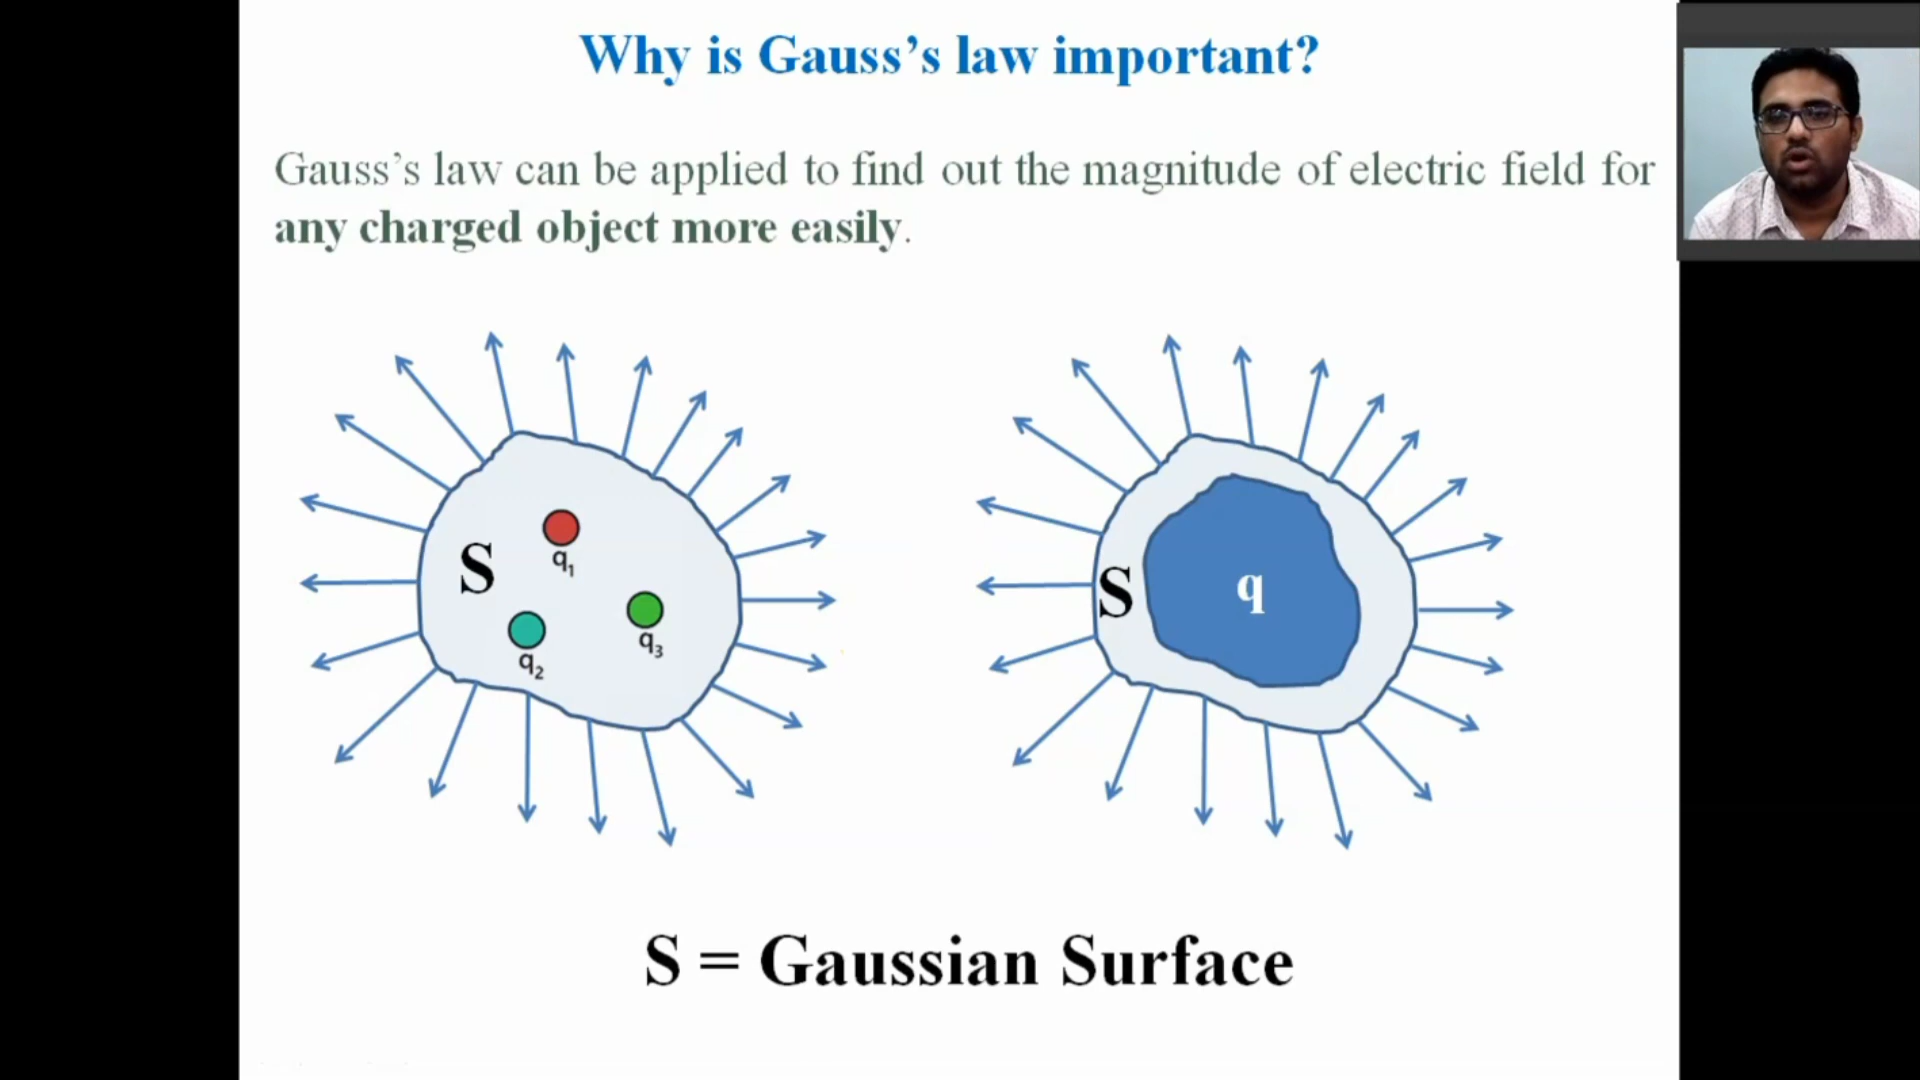 Why is Gauss’s law important?
Gauss’s law can be applied to find out the magnitude of electric field for
any charged object more easily.
S
q₁
q₂
q₃
S
q
S = Gaussian Surface